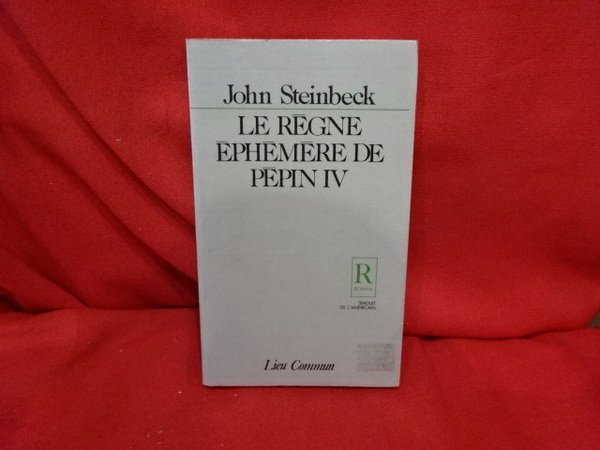 John Steinbeck
LE RÈGNE
ÉPHÉMÈRE DE
PÉPIN IV
R
ROMAN
TRADUIT
DE L'AMÉRICAIN
Lieu Commun